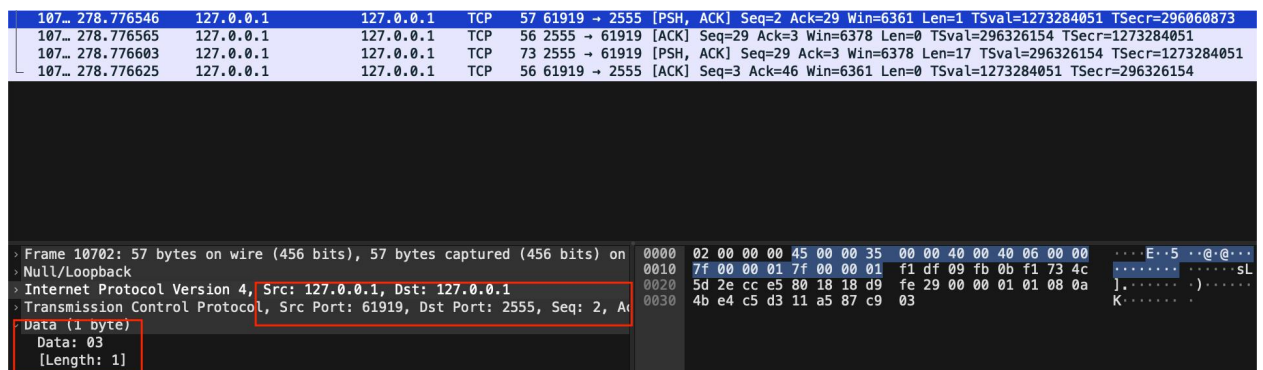 107… 278.776546 127.0.0.1 127.0.0.1 TCP 57 61919 → 2555 [PSH, ACK] Seq=2 Ack=29 Win=6361 Len=1 TSval=1273284051 TSecr=296060873
107… 278.776565 127.0.0.1 127.0.0.1 TCP 56 2555 → 61919 [ACK] Seq=29 Ack=3 Win=6378 Len=0 TSval=296326154 TSecr=1273284051
107… 278.776603 127.0.0.1 127.0.0.1 TCP 73 2555 → 61919 [PSH, ACK] Seq=29 Ack=3 Win=6378 Len=17 TSval=296326154 TSecr=1273284051
107… 278.776625 127.0.0.1 127.0.0.1 TCP 56 61919 → 2555 [ACK] Seq=3 Ack=46 Win=6361 Len=0 TSval=1273284051 TSecr=296326154
Frame 10702: 57 bytes on wire (456 bits), 57 bytes captured (456 bits) on
Null/Loopback
Internet Protocol Version 4, Src: 127.0.0.1, Dst: 127.0.0.1
Transmission Control Protocol, Src Port: 61919, Dst Port: 2555, Seq: 2, Ac
Data (1 byte)
Data: 03
[Length: 1]
0000 02 00 00 00 45 00 00 35 00 00 40 00 40 06 00 00 ····E··5 ··@·@···
0010 7f 00 00 01 7f 00 00 01 f1 df 09 fb 0b f1 73 4c ········ ······sL
0020 5d 2e cc e5 80 18 18 d9 fe 29 00 00 01 01 08 0a ].······ ·)······
0030 4b e4 c5 d3 11 a5 87 c9 03 K······· ·